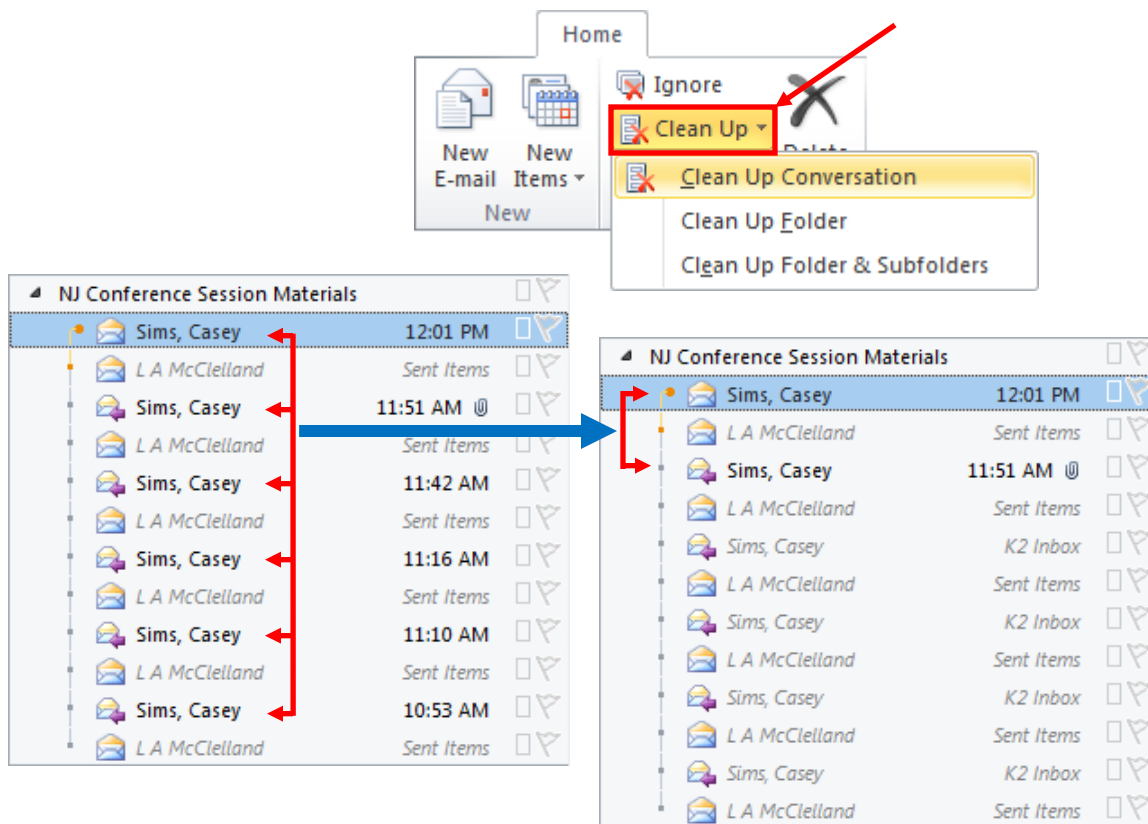 Home
Ignore
Clean Up
New E-mail
New Items
New
Clean Up Conversation
Clean Up Folder
Clean Up Folder & Subfolders
NJ Conference Session Materials
Sims, Casey 12:01 PM
L A McClelland Sent Items
Sims, Casey 11:51 AM
L A McClelland Sent Items
Sims, Casey 11:42 AM
L A McClelland Sent Items
Sims, Casey 11:16 AM
L A McClelland Sent Items
Sims, Casey 11:10 AM
L A McClelland Sent Items
Sims, Casey 10:53 AM
L A McClelland Sent Items
NJ Conference Session Materials
Sims, Casey 12:01 PM
L A McClelland Sent Items
Sims, Casey 11:51 AM
L A McClelland Sent Items
Sims, Casey K2 Inbox
L A McClelland Sent Items
Sims, Casey K2 Inbox
L A McClelland Sent Items
Sims, Casey K2 Inbox
L A McClelland Sent Items
Sims, Casey K2 Inbox
L A McClelland Sent Items